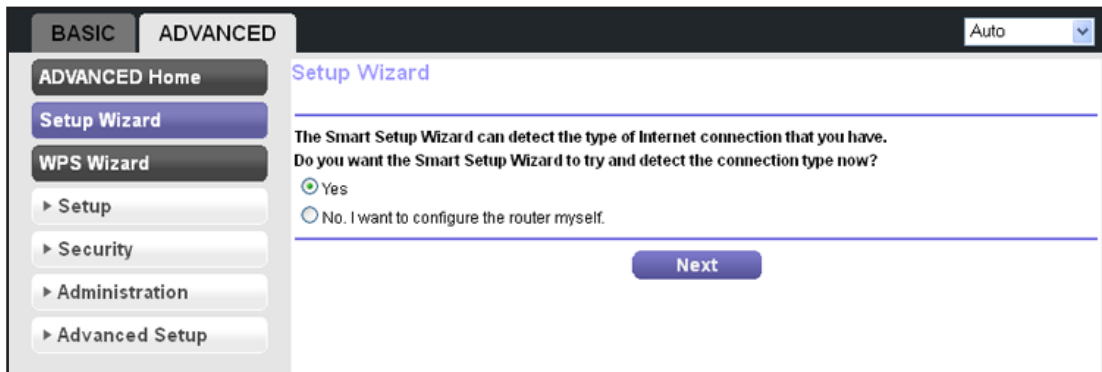 BASIC
ADVANCED
Auto
ADVANCED Home
Setup Wizard
WPS Wizard
Setup
Security
Administration
Advanced Setup
Setup Wizard
The Smart Setup Wizard can detect the type of Internet connection that you have.
Do you want the Smart Setup Wizard to try and detect the connection type now?
Yes
No. I want to configure the router myself.
Next